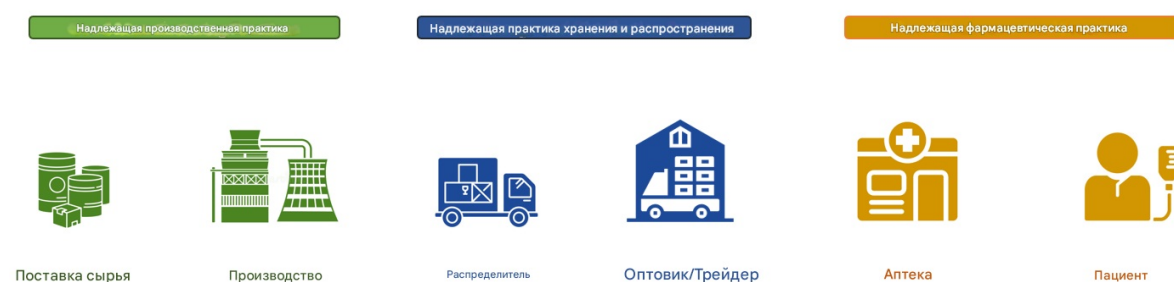 Надлежащая производственная практика
Надлежащая практика хранения и распространения
Надлежащая фармацевтическая практика
Поставка сырья
Производство
Распределитель
Оптовик/Трейдер
Аптека
Пациент